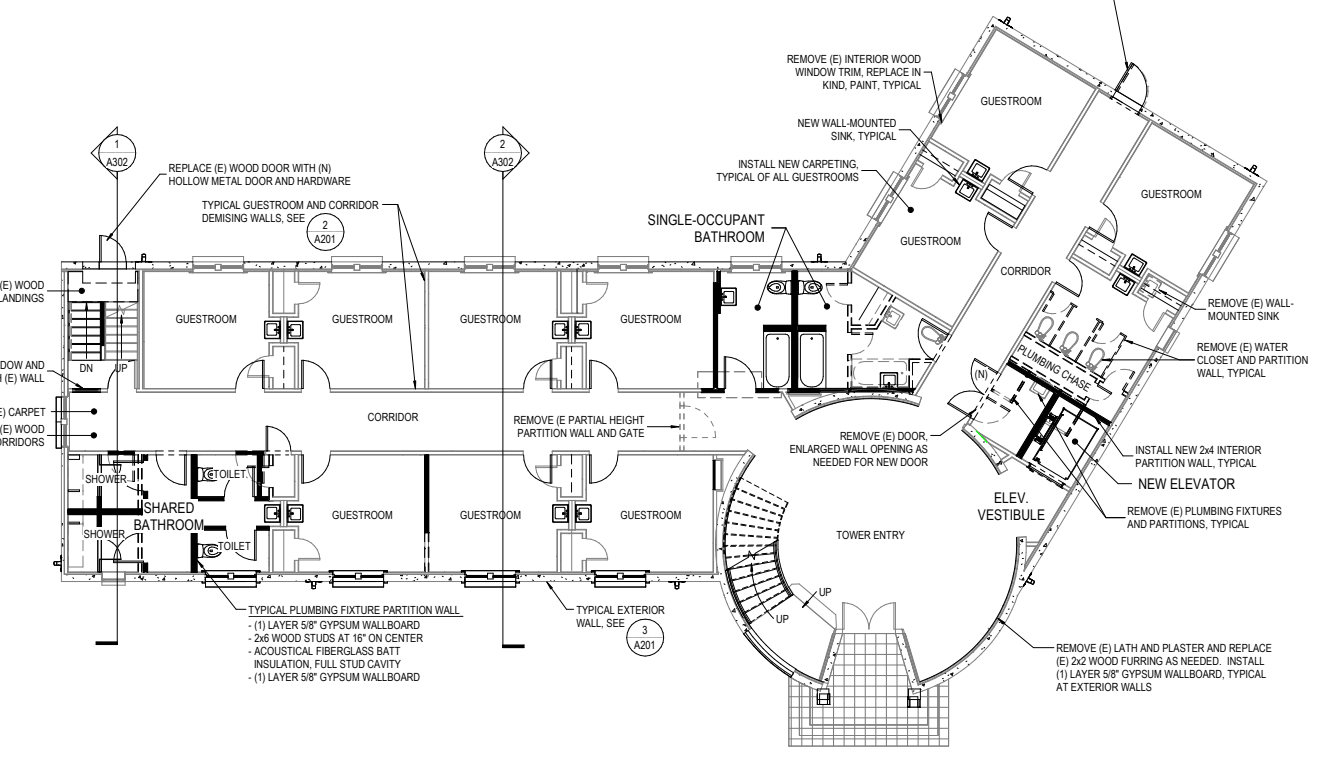 REMOVE (E) INTERIOR WOOD
WINDOW TRIM, REPLACE IN
KIND, PAINT, TYPICAL
GUESTROOM
NEW WALL-MOUNTED
SINK, TYPICAL
1
A302
2
A302
REPLACE (E) WOOD DOOR WITH (N)
HOLLOW METAL DOOR AND HARDWARE
INSTALL NEW CARPETING,
TYPICAL OF ALL GUESTROOMS
TYPICAL GUESTROOM AND CORRIDOR
DEMISING WALLS, SEE
2
A201
SINGLE-OCCUPANT
BATHROOM
GUESTROOM
GUESTROOM
CORRIDOR
(E) WOOD
LANDINGS
GUESTROOM
GUESTROOM
GUESTROOM
GUESTROOM
REMOVE (E) WALL-
MOUNTED SINK
REMOVE (E) WATER
CLOSET AND PARTITION
WALL, TYPICAL
PLUMBING CHASE
DOW AND
(E) WALL
DN
UP
(N)
E) CARPET
(E) WOOD
ORRIDORS
CORRIDOR
REMOVE (E PARTIAL HEIGHT
PARTITION WALL AND GATE
REMOVE (E) DOOR,
ENLARGED WALL OPENING AS
NEEDED FOR NEW DOOR
INSTALL NEW 2x4 INTERIOR
PARTITION WALL, TYPICAL
NEW ELEVATOR
SHOWER
TOILET
SHARED
BATHROOM
SHOWER
TOILET
GUESTROOM
GUESTROOM
GUESTROOM
ELEV.
VESTIBULE
REMOVE (E) PLUMBING FIXTURES
AND PARTITIONS, TYPICAL
TOWER ENTRY
UP
UP
TYPICAL PLUMBING FIXTURE PARTITION WALL
- (1) LAYER 5/8" GYPSUM WALLBOARD
- 2x6 WOOD STUDS AT 16" ON CENTER
- ACOUSTICAL FIBERGLASS BATT
INSULATION, FULL STUD CAVITY
- (1) LAYER 5/8" GYPSUM WALLBOARD
TYPICAL EXTERIOR
WALL, SEE
3
A201
REMOVE (E) LATH AND PLASTER AND REPLACE
(E) 2x2 WOOD FURRING AS NEEDED. INSTALL
(1) LAYER 5/8" GYPSUM WALLBOARD, TYPICAL
AT EXTERIOR WALLS